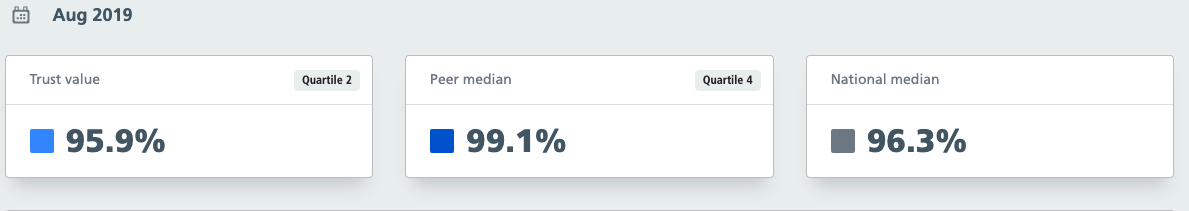 Aug 2019
Trust value
Quartile 2
95.9%
Peer median
Quartile 4
99.1%
National median
96.3%